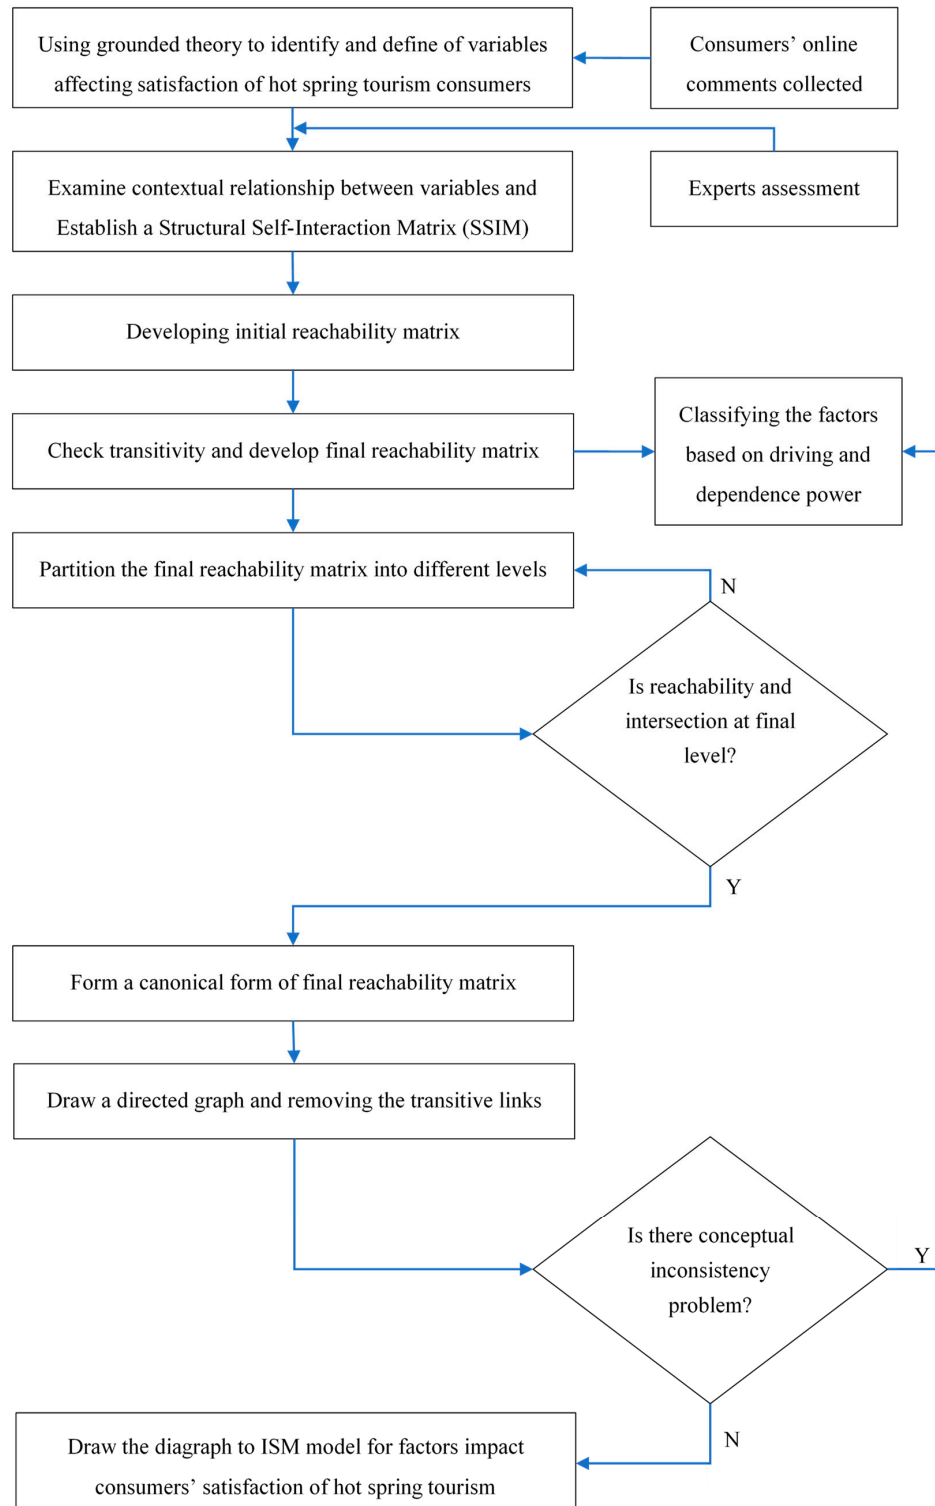 Using grounded theory to identify and define of variables
affecting satisfaction of hot spring tourism consumers
Consumers’ online
comments collected
Examine contextual relationship between variables and
Establish a Structural Self-Interaction Matrix (SSIM)
Experts assessment
Developing initial reachability matrix
Check transitivity and develop final reachability matrix
Classifying the factors
based on driving and
dependence power
Partition the final reachability matrix into different levels
N
Is reachability and
intersection at final
level?
Y
Form a canonical form of final reachability matrix
Draw a directed graph and removing the transitive links
Is there conceptual
inconsistency
problem?
Y
N
Draw the diagraph to ISM model for factors impact
consumers’ satisfaction of hot spring tourism